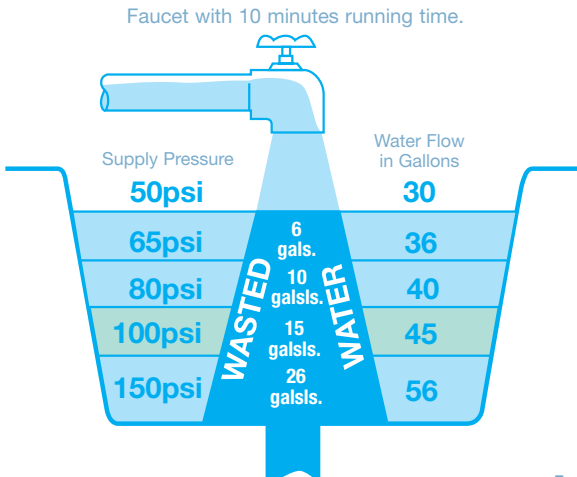 Faucet with 10 minutes running time.
Supply Pressure
Water Flow
in Gallons
50psi
30
65psi
6
gals.
36
80psi
10
galsls.
40
100psi
15
galsls.
45
150psi
26
galsls.
56
WASTED
WATER